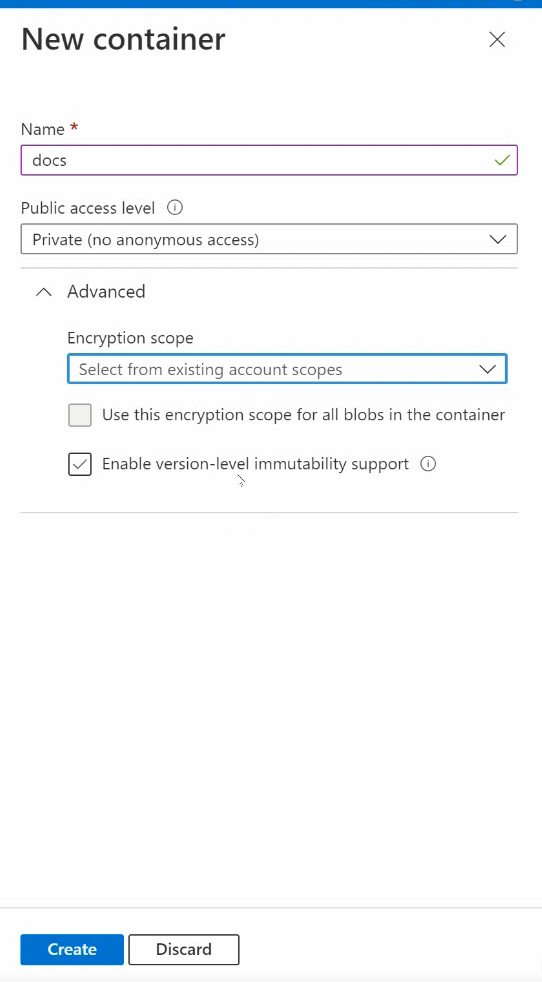 New container
Name *
docs
Public access level
Private (no anonymous access)
Advanced
Encryption scope
Select from existing account scopes
Use this encryption scope for all blobs in the container
Enable version-level immutability support
Create Discard